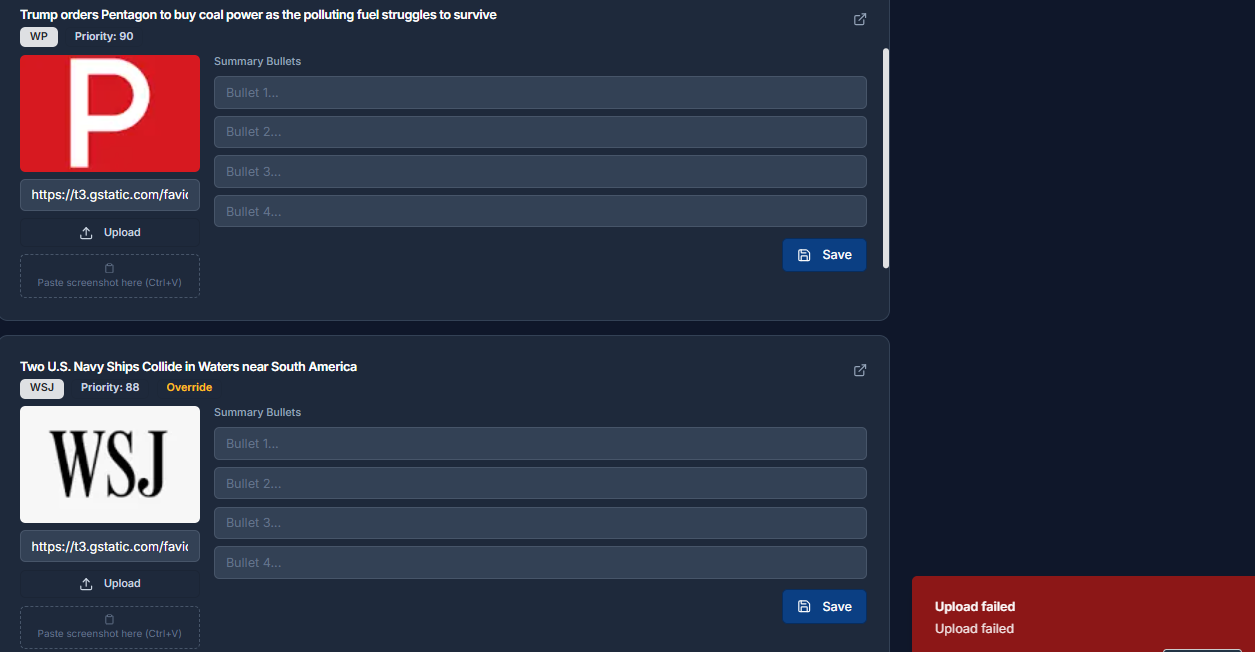 Trump orders Pentagon to buy coal power as the polluting fuel struggles to survive
WP Priority: 90
P
Summary Bullets
Bullet 1...
Bullet 2...
Bullet 3...
Bullet 4...
https://t3.gstatic.com/favic
Upload
Paste screenshot here (Ctrl+V)
Save
Two U.S. Navy Ships Collide in Waters near South America
WSJ Priority: 88 Override
WSJ
Summary Bullets
Bullet 1...
Bullet 2...
Bullet 3...
Bullet 4...
https://t3.gstatic.com/favic
Upload
Paste screenshot here (Ctrl+V)
Save
Upload failed
Upload failed